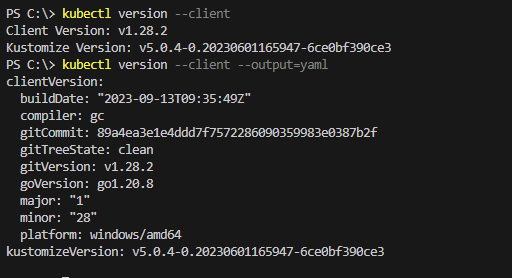 PS C:\> kubectl version --client
Client Version: v1.28.2
Kustomize Version: v5.0.4-0.20230601165947-6ce0bf390ce3
PS C:\> kubectl version --client --output=yaml
clientVersion:
  buildDate: "2023-09-13T09:35:49Z"
  compiler: gc
  gitCommit: 89a4ea3e1e4ddd7f7572286090359983e0387b2f
  gitTreeState: clean
  gitVersion: v1.28.2
  goVersion: go1.20.8
  major: "1"
  minor: "28"
  platform: windows/amd64
kustomizeVersion: v5.0.4-0.20230601165947-6ce0bf390ce3